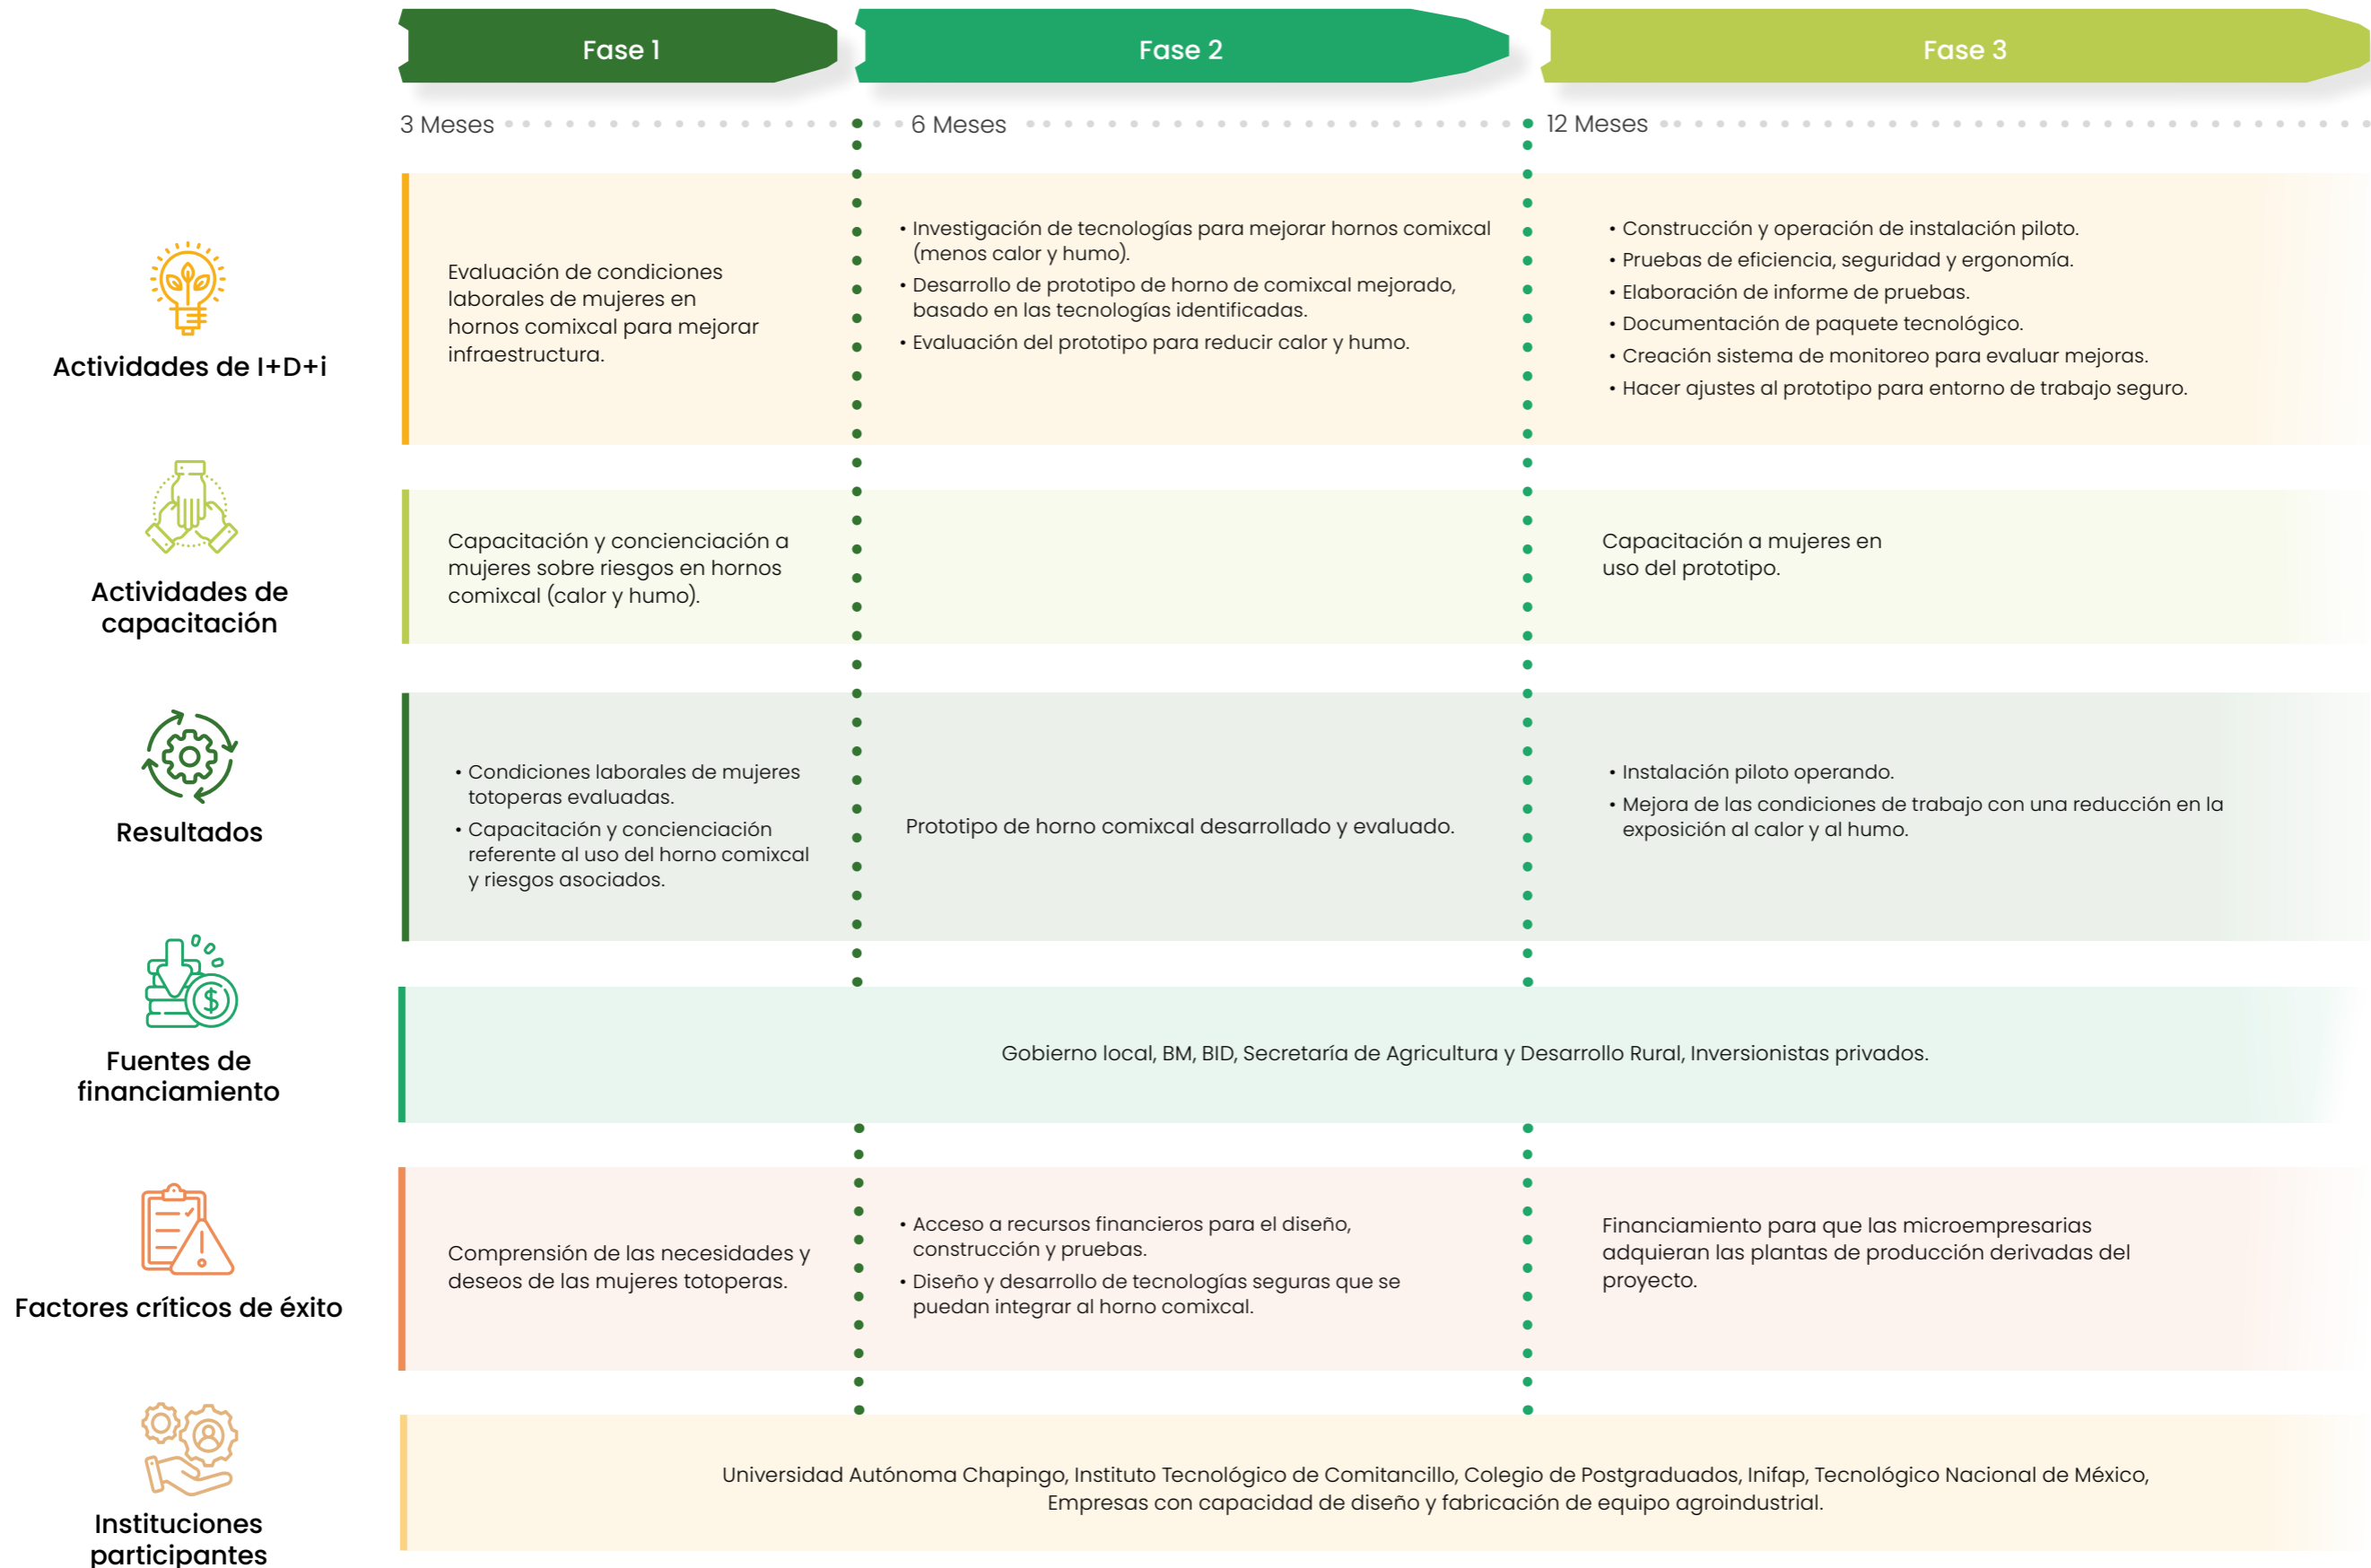 Fase 1
Fase 2
Fase 3
3 Meses
6 Meses
12 Meses
Actividades de I+D+i
Evaluación de condiciones
laborales de mujeres en
hornos comixcal para mejorar
infraestructura.
• Investigación de tecnologías para mejorar hornos comixcal
(menos calor y humo).
• Desarrollo de prototipo de horno de comixcal mejorado,
basado en las tecnologías identificadas.
• Evaluación del prototipo para reducir calor y humo.
• Construcción y operación de instalación piloto.
• Pruebas de eficiencia, seguridad y ergonomía.
• Elaboración de informe de pruebas.
• Documentación de paquete tecnológico.
• Creación sistema de monitoreo para evaluar mejoras.
• Hacer ajustes al prototipo para entorno de trabajo seguro.
Actividades de
capacitación
Capacitación y concienciación a
mujeres sobre riesgos en hornos
comixcal (calor y humo).
Capacitación a mujeres en
uso del prototipo.
Resultados
• Condiciones laborales de mujeres
totoperas evaluadas.
• Capacitación y concienciación
referente al uso del horno comixcal
y riesgos asociados.
Prototipo de horno comixcal desarrollado y evaluado.
• Instalación piloto operando.
• Mejora de las condiciones de trabajo con una reducción en la
exposición al calor y al humo.
Fuentes de
financiamiento
Gobierno local, BM, BID, Secretaría de Agricultura y Desarrollo Rural, Inversionistas privados.
Factores críticos de éxito
Comprensión de las necesidades y
deseos de las mujeres totoperas.
• Acceso a recursos financieros para el diseño,
construcción y pruebas.
• Diseño y desarrollo de tecnologías seguras que se
puedan integrar al horno comixcal.
Financiamiento para que las microempresarias
adquieran las plantas de producción derivadas del
proyecto.
Instituciones
participantes
Universidad Autónoma Chapingo, Instituto Tecnológico de Comitancillo, Colegio de Postgraduados, Inifap, Tecnológico Nacional de México,
Empresas con capacidad de diseño y fabricación de equipo agroindustrial.